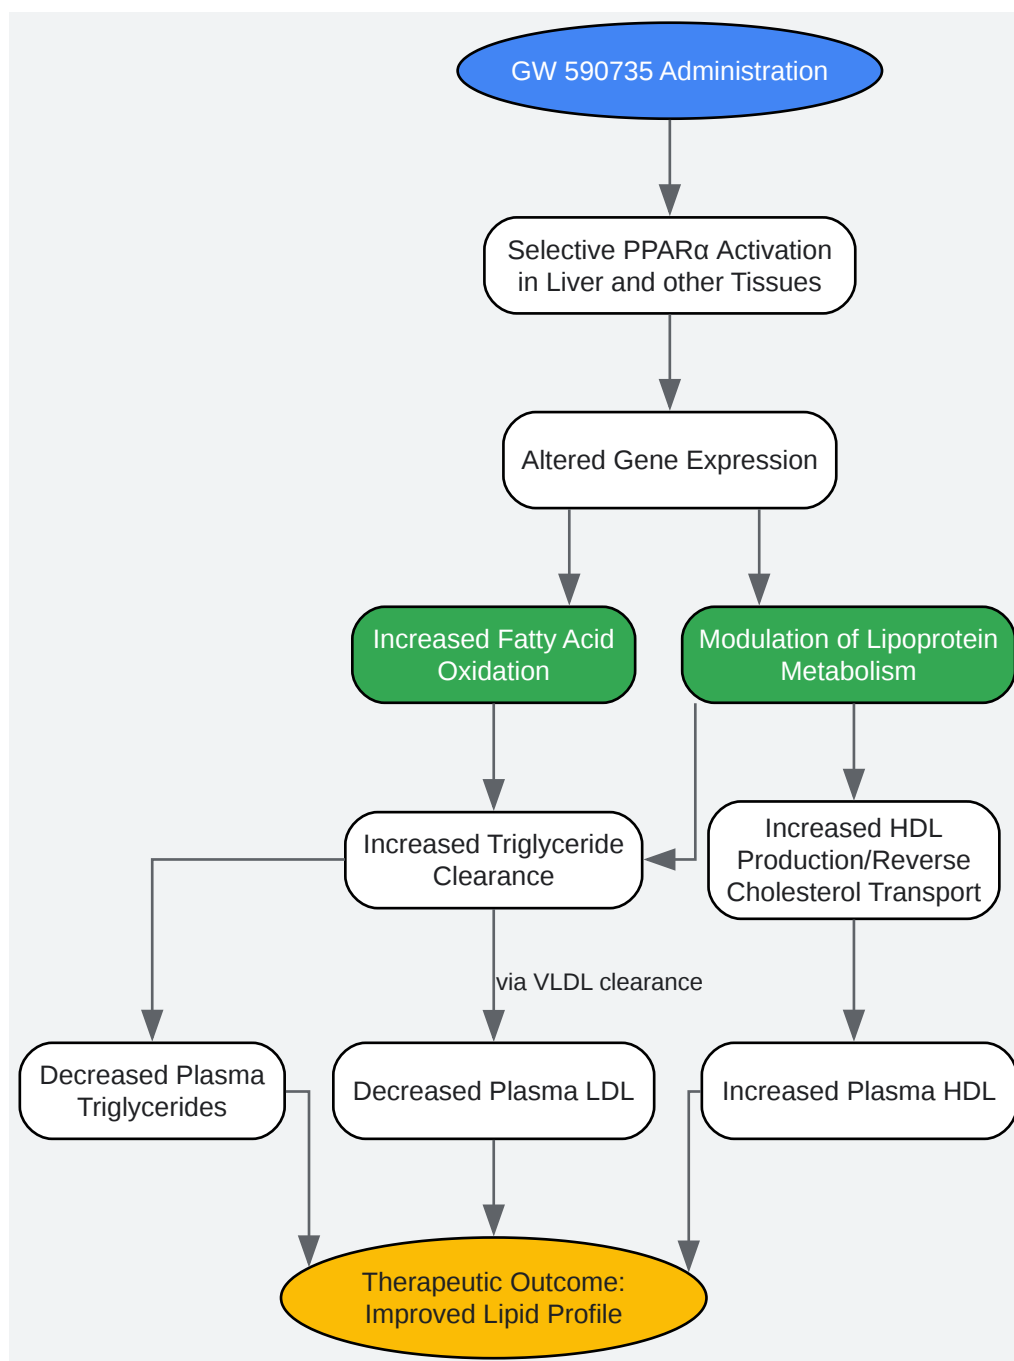 GW 590735 Administration
Selective PPARα Activation
in Liver and other Tissues
Altered Gene Expression
Increased Fatty Acid
Oxidation
Modulation of Lipoprotein
Metabolism
Increased Triglyceride
Clearance
Increased HDL
Production/Reverse
Cholesterol Transport
via VLDL clearance
Decreased Plasma
Triglycerides
Decreased Plasma LDL
Increased Plasma HDL
Therapeutic Outcome:
Improved Lipid Profile